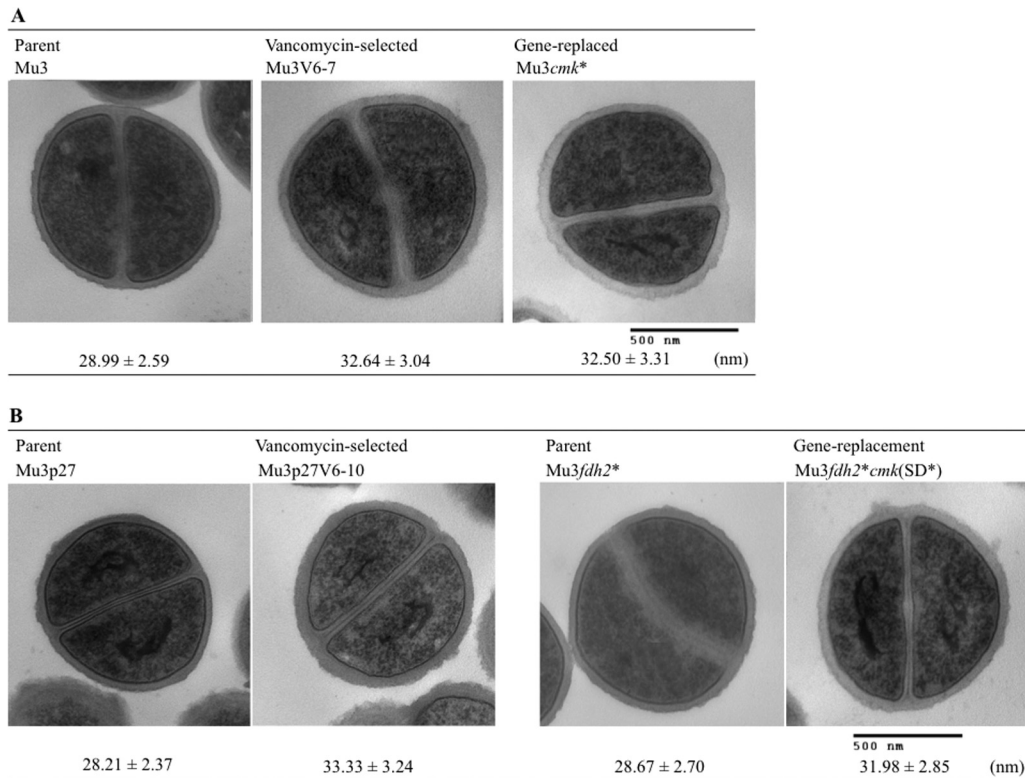 A
Parent Vancomycin-selected Gene-replaced
Mu3 Mu3V6-7 Mu3cmk*
500 nm
28.99 ± 2.59 32.64 ± 3.04 32.50 ± 3.31 (nm)
B
Parent Vancomycin-selected Parent Gene-replacement
Mu3p27 Mu3p27V6-10 Mu3fdh2* Mu3fdh2*cmk(SD*)
500 nm
28.21 ± 2.37 33.33 ± 3.24 28.67 ± 2.70 31.98 ± 2.85 (nm)